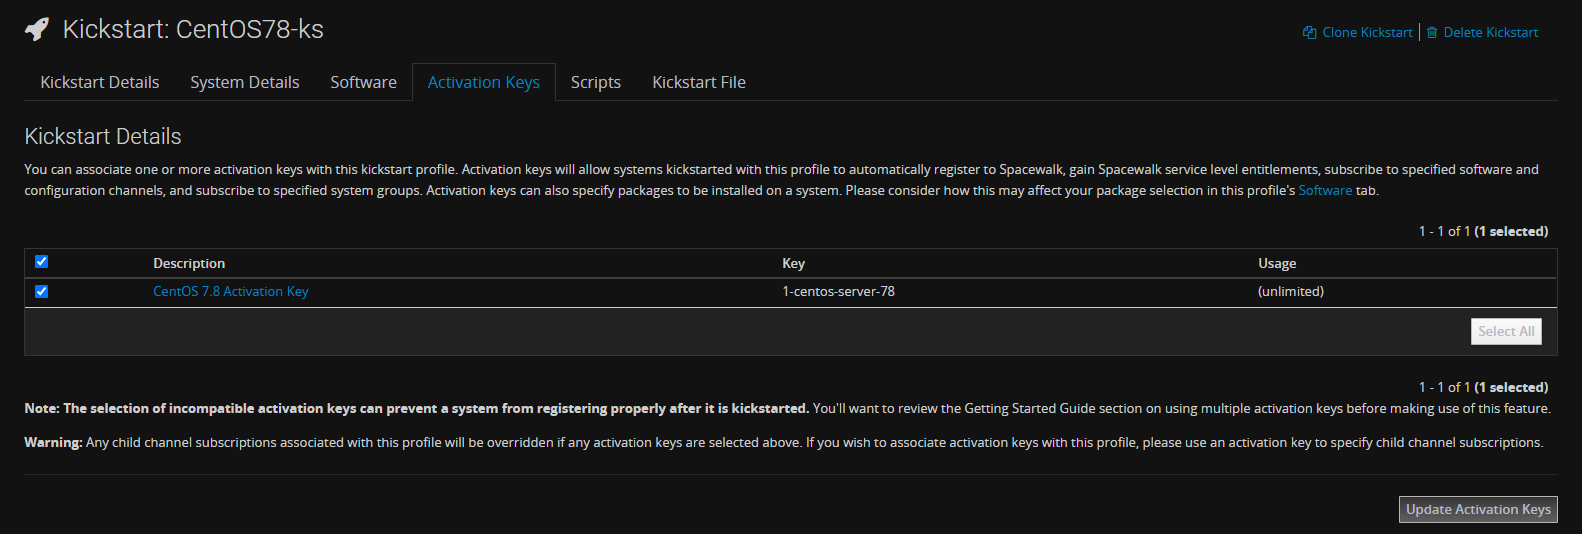 Kickstart: CentOS78-ks
Clone Kickstart
Delete Kickstart
Kickstart Details
System Details
Software
Activation Keys
Scripts
Kickstart File
Kickstart Details
You can associate one or more activation keys with this kickstart profile. Activation keys will allow systems kickstarted with this profile to automatically register to Spacewalk, gain Spacewalk service level entitlements, subscribe to specified software and
configuration channels, and subscribe to specified system groups. Activation keys can also specify packages to be installed on a system. Please consider how this may affect your package selection in this profile's Software tab.
1 - 1 of 1 (1 selected)
Description Key Usage
CentOS 7.8 Activation Key 1-centos-server-78 (unlimited)
Select All
1 - 1 of 1 (1 selected)
Note: The selection of incompatible activation keys can prevent a system from registering properly after it is kickstarted. You'll want to review the Getting Started Guide section on using multiple activation keys before making use of this feature.
Warning: Any child channel subscriptions associated with this profile will be overridden if any activation keys are selected above. If you wish to associate activation keys with this profile, please use an activation key to specify child channel subscriptions.
Update Activation Keys